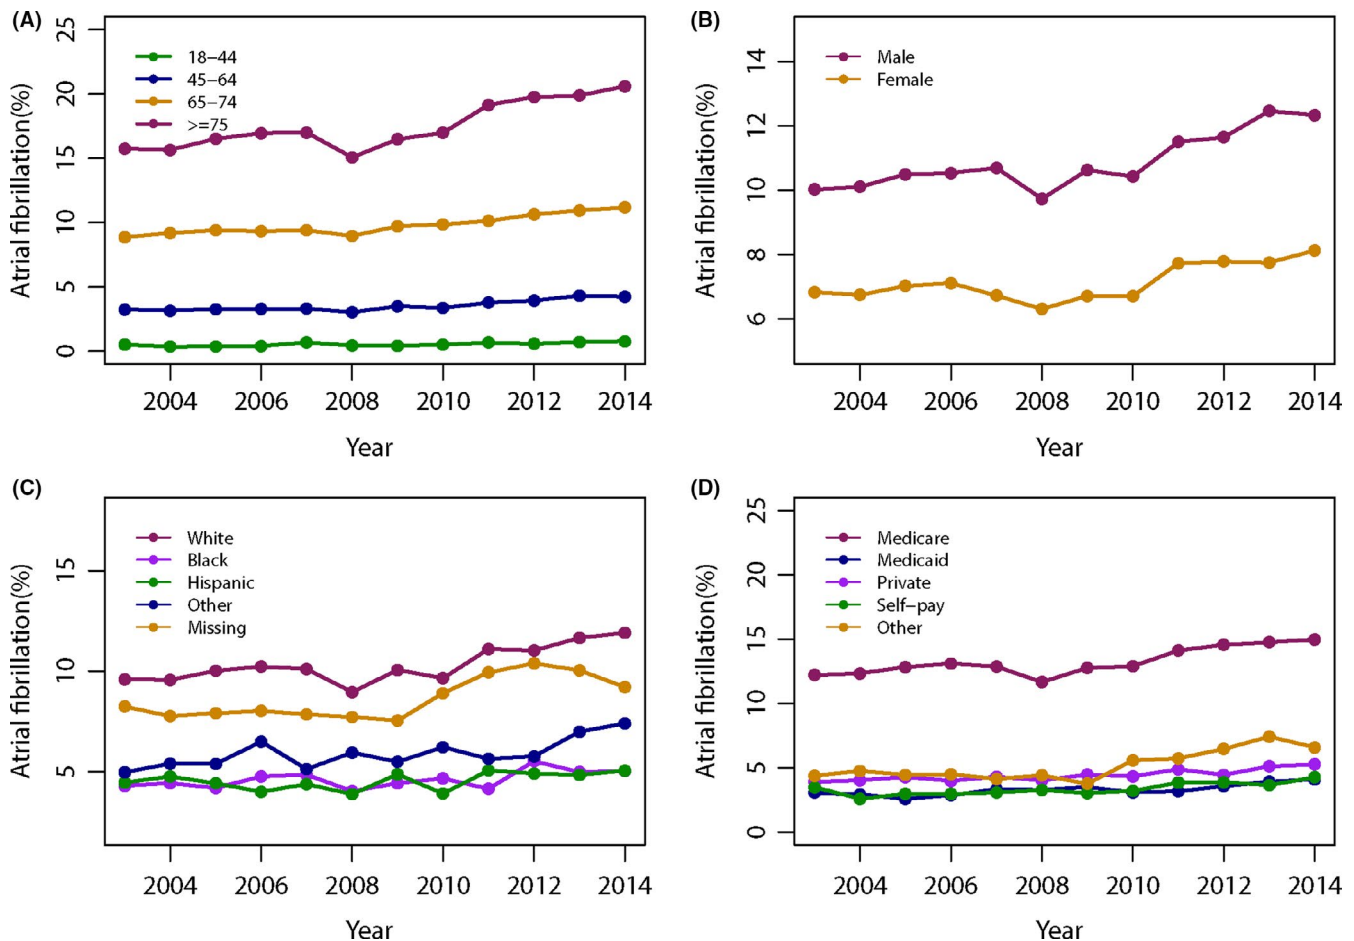 (A)
Atrial fibrillation(%)
25
20
15
10
5
0
18−44
45−64
65−74
>=75
2004 2006 2008 2010 2012 2014
Year
(B)
Atrial fibrillation(%)
14
12
10
8
6
Male
Female
2004 2006 2008 2010 2012 2014
Year
(C)
Atrial fibrillation(%)
15
10
5
White
Black
Hispanic
Other
Missing
2004 2006 2008 2010 2012 2014
Year
(D)
Atrial fibrillation(%)
25
20
15
10
5
0
Medicare
Medicaid
Private
Self−pay
Other
2004 2006 2008 2010 2012 2014
Year